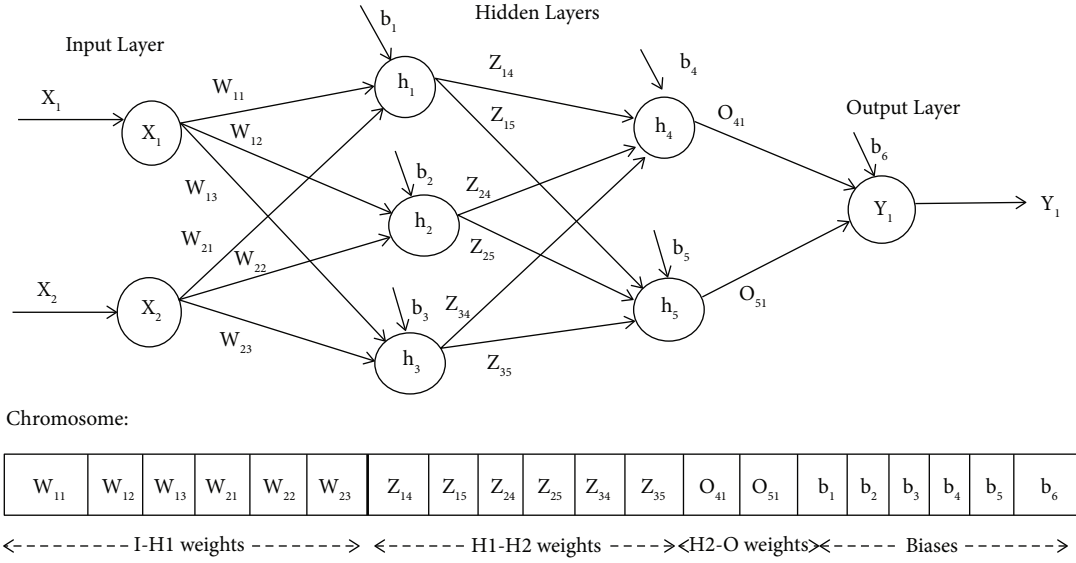 Hidden Layers
Input Layer
Output Layer
b₁
b₄
Z₁₄
X₁
W₁₁
h₁
X₁
W₁₂
Z₁₅
h₄
O₄₁
b₆
W₁₃
b₂
Z₂₄
h₂
Y₁
Y₁
W₂₁
W₂₂
Z₂₅
b₅
X₂
X₂
b₃
Z₃₄
h₅
O₅₁
W₂₃
h₃
Z₃₅
Chromosome:
W₁₁ W₁₂ W₁₃ W₂₁ W₂₂ W₂₃ Z₁₄ Z₁₅ Z₂₄ Z₂₅ Z₃₄ Z₃₅ O₄₁ O₅₁ b₁ b₂ b₃ b₄ b₅ b₆
I-H1 weights H1-H2 weights H2-O weights Biases